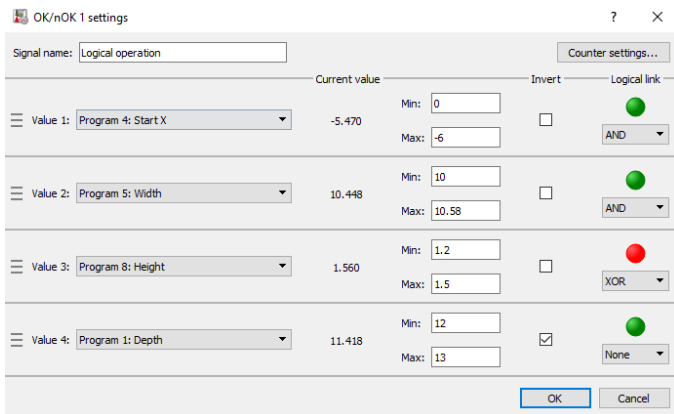 OK/nOK 1 settings
Signal name: Logical operation Counter settings...
Current value Invert Logical link
Min: 0
Value 1: Program 4: Start X -5.470
Max: -6 AND
Min: 10
Value 2: Program 5: Width 10.448
Max: 10.58 AND
Min: 1.2
Value 3: Program 8: Height 1.560
Max: 1.5 XOR
Min: 12
Value 4: Program 1: Depth 11.418
Max: 13 None
OK Cancel